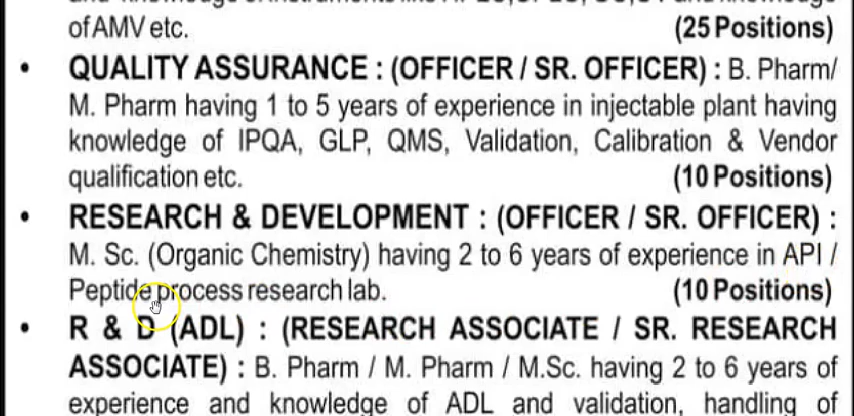 of AMV etc. (25 Positions)
• QUALITY ASSURANCE : (OFFICER / SR. OFFICER) : B. Pharm/
M. Pharm having 1 to 5 years of experience in injectable plant having
knowledge of IPQA, GLP, QMS, Validation, Calibration & Vendor
qualification etc. (10 Positions)
• RESEARCH & DEVELOPMENT : (OFFICER / SR. OFFICER) :
M. Sc. (Organic Chemistry) having 2 to 6 years of experience in API /
Peptide process research lab. (10 Positions)
• R & D (ADL) : (RESEARCH ASSOCIATE / SR. RESEARCH
ASSOCIATE) : B. Pharm / M. Pharm / M.Sc. having 2 to 6 years of
experience and knowledge of ADL and validation, handling of